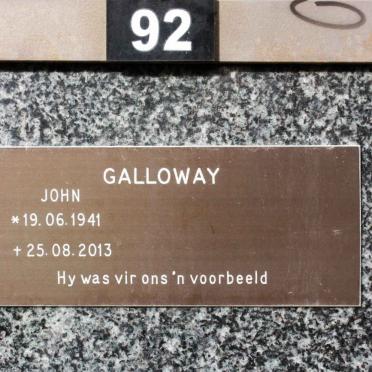 92
GALLOWAY
JOHN
*19.06.1941
+25.08.2013
Hy was vir ons 'n voorbeeld